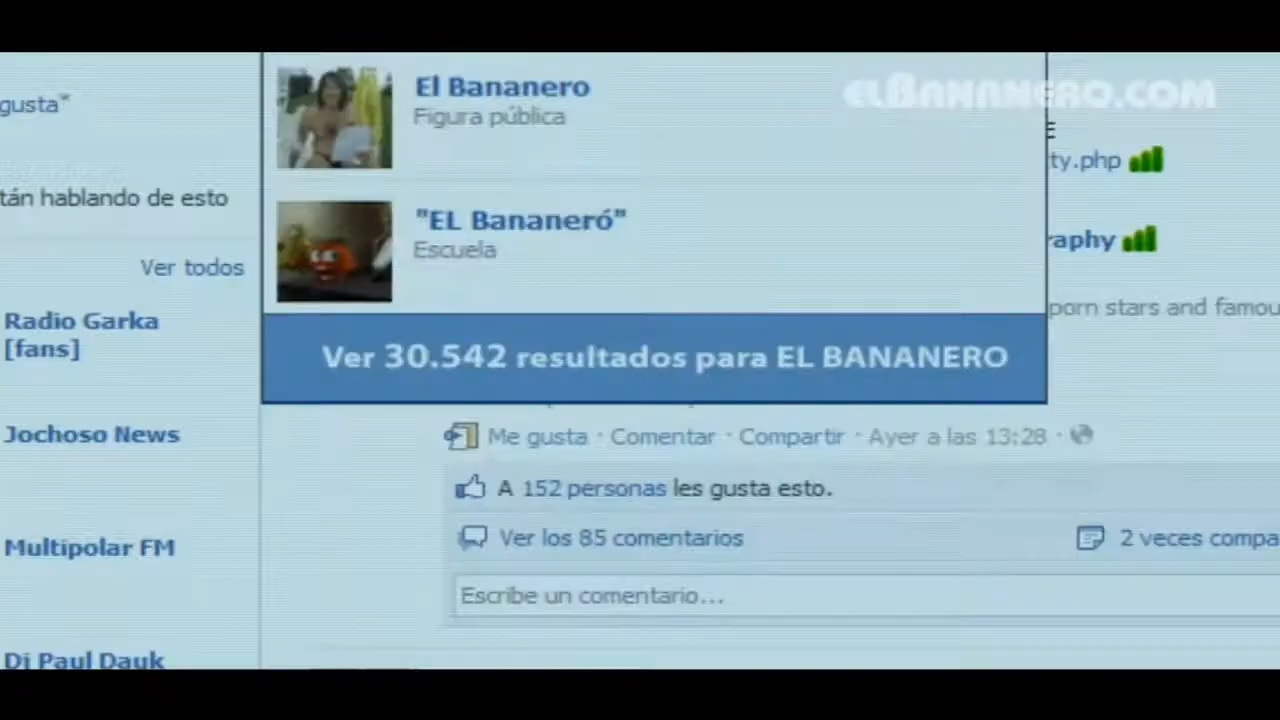 elBananero.com
gusta"
tán hablando de esto
Ver todos
Radio Garka
[fans]
Jochoso News
Multipolar FM
Dj Paul Dauk
El Bananero
Figura pública
"EL Bananeró"
Escuela
Ver 30.542 resultados para EL BANANERO
E
ty.php
raphy
porn stars and famou
Me gusta · Comentar · Compartir · Ayer a las 13:28 ·
A 152 personas les gusta esto.
Ver los 85 comentarios
2 veces compa
Escribe un comentario...